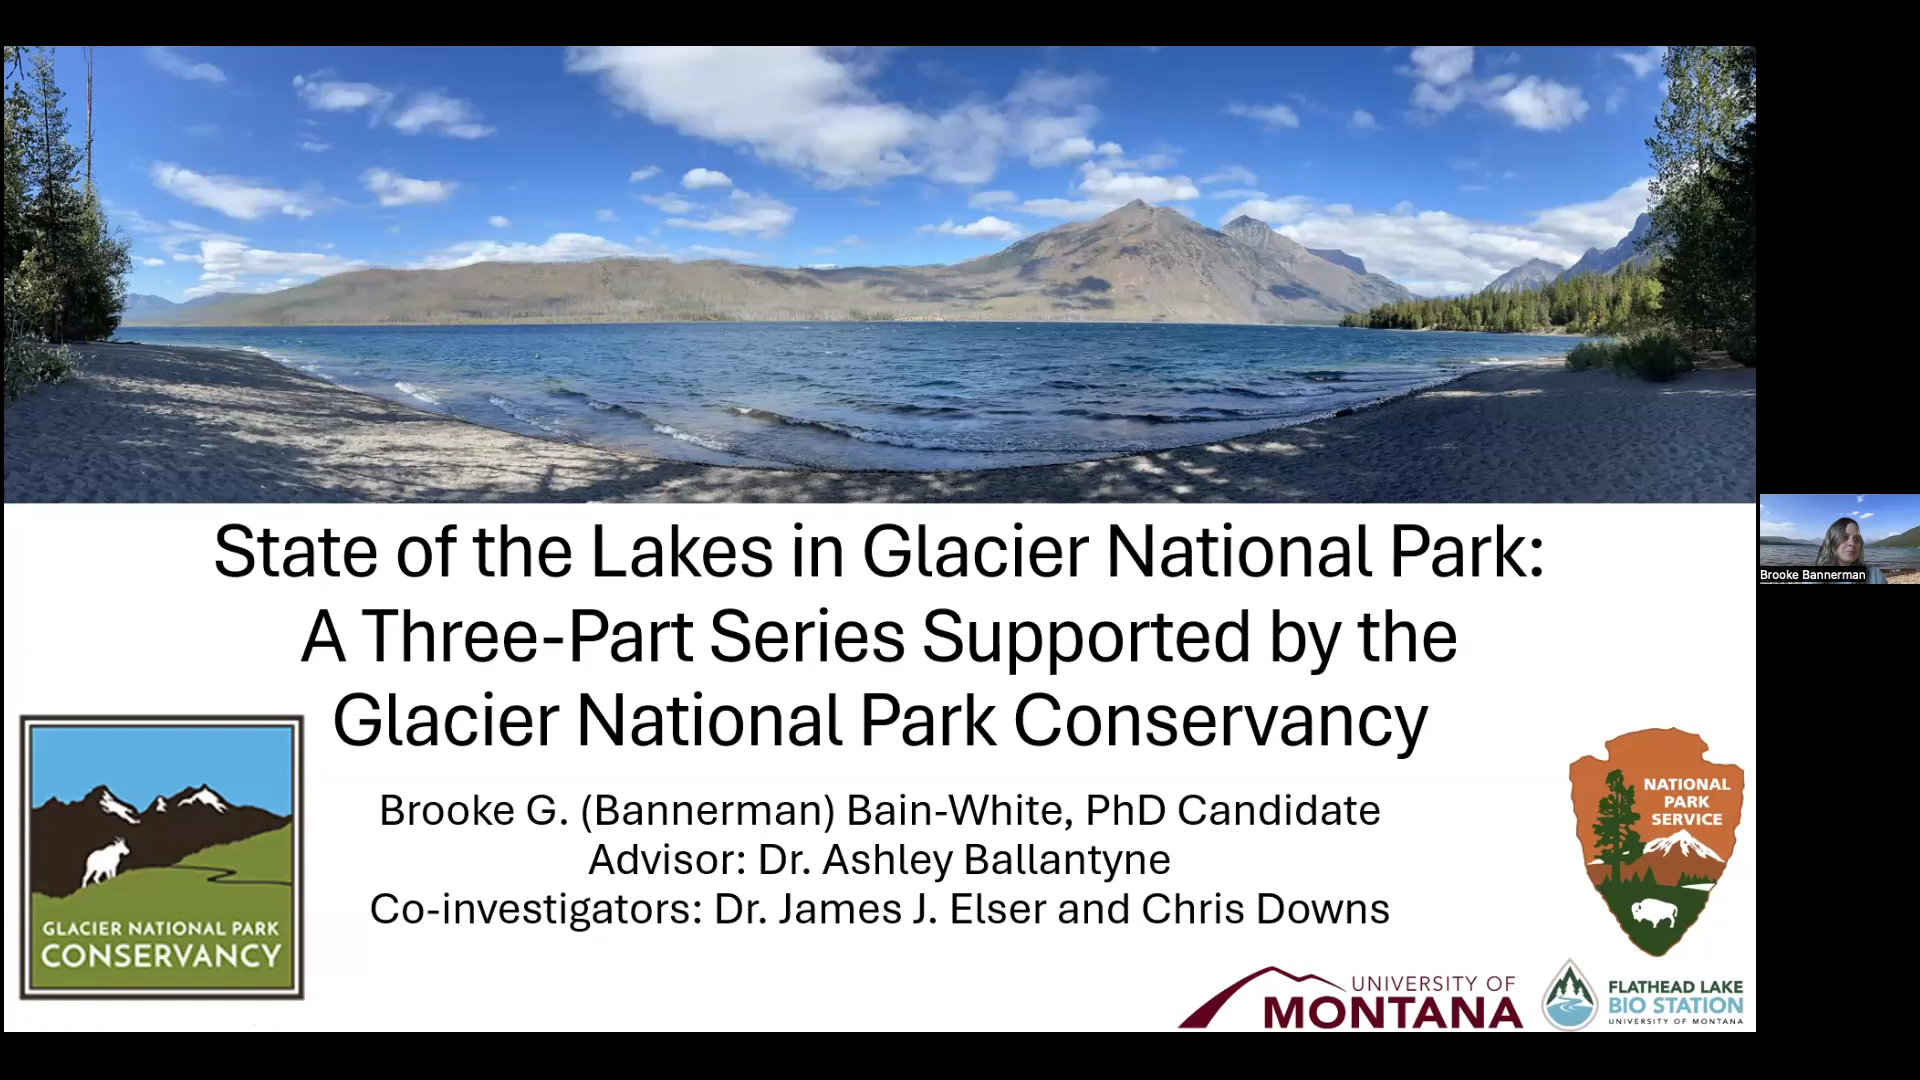 State of the Lakes in Glacier National Park:
A Three-Part Series Supported by the
Glacier National Park Conservancy
Brooke G. (Bannerman) Bain-White, PhD Candidate
Advisor: Dr. Ashley Ballantyne
Co-investigators: Dr. James J. Elser and Chris Downs
GLACIER NATIONAL PARK
CONSERVANCY
NATIONAL
PARK
SERVICE
UNIVERSITY OF
MONTANA
FLATHEAD LAKE
BIO STATION
UNIVERSITY OF MONTANA
Brooke Bannerman